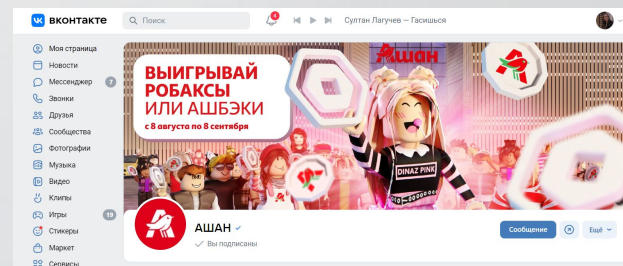 вконтакте
Поиск
4
Султан Лагучев — Гасишься
Моя страница
Новости
Мессенджер 7
Звонки
Друзья
Сообщества
Фотографии
Музыка
Видео
Клипы
Игры 19
Стикеры
Маркет
Сервисы
ВЫИГРЫВАЙ
РОБАКСЫ
ИЛИ АШБЭКИ
с 8 августа по 8 сентября
Ашан
DINAZ PINK
АШАН
Вы подписаны
Сообщение
Ещё